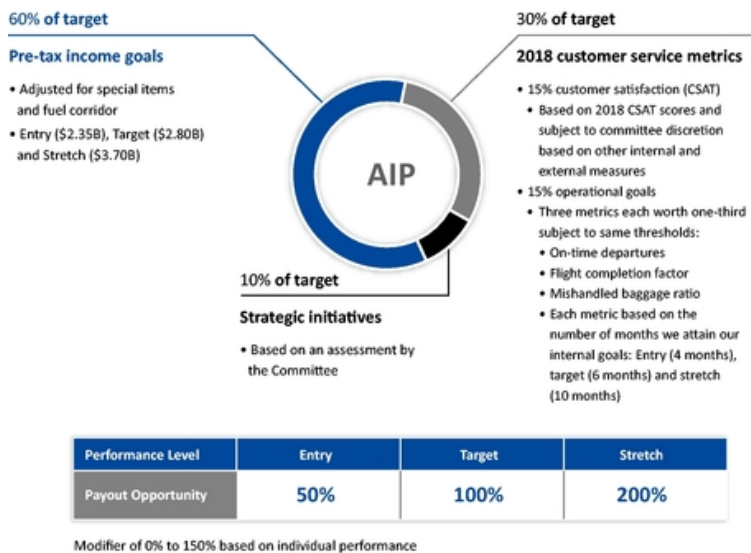 60% of target
Pre-tax income goals
• Adjusted for special items
and fuel corridor
• Entry ($2.35B), Target ($2.80B)
and Stretch ($3.70B)
30% of target
2018 customer service metrics
• 15% customer satisfaction (CSAT)
• Based on 2018 CSAT scores and
subject to committee discretion
based on other internal and
external measures
• 15% operational goals
• Three metrics each worth one-third
subject to same thresholds:
• On-time departures
• Flight completion factor
• Mishandled baggage ratio
• Each metric based on the
number of months we attain our
internal goals: Entry (4 months),
target (6 months) and stretch
(10 months)
AIP
10% of target
Strategic initiatives
• Based on an assessment by
the Committee
Performance Level Entry Target Stretch
Payout Opportunity 50% 100% 200%
Modifier of 0% to 150% based on individual performance